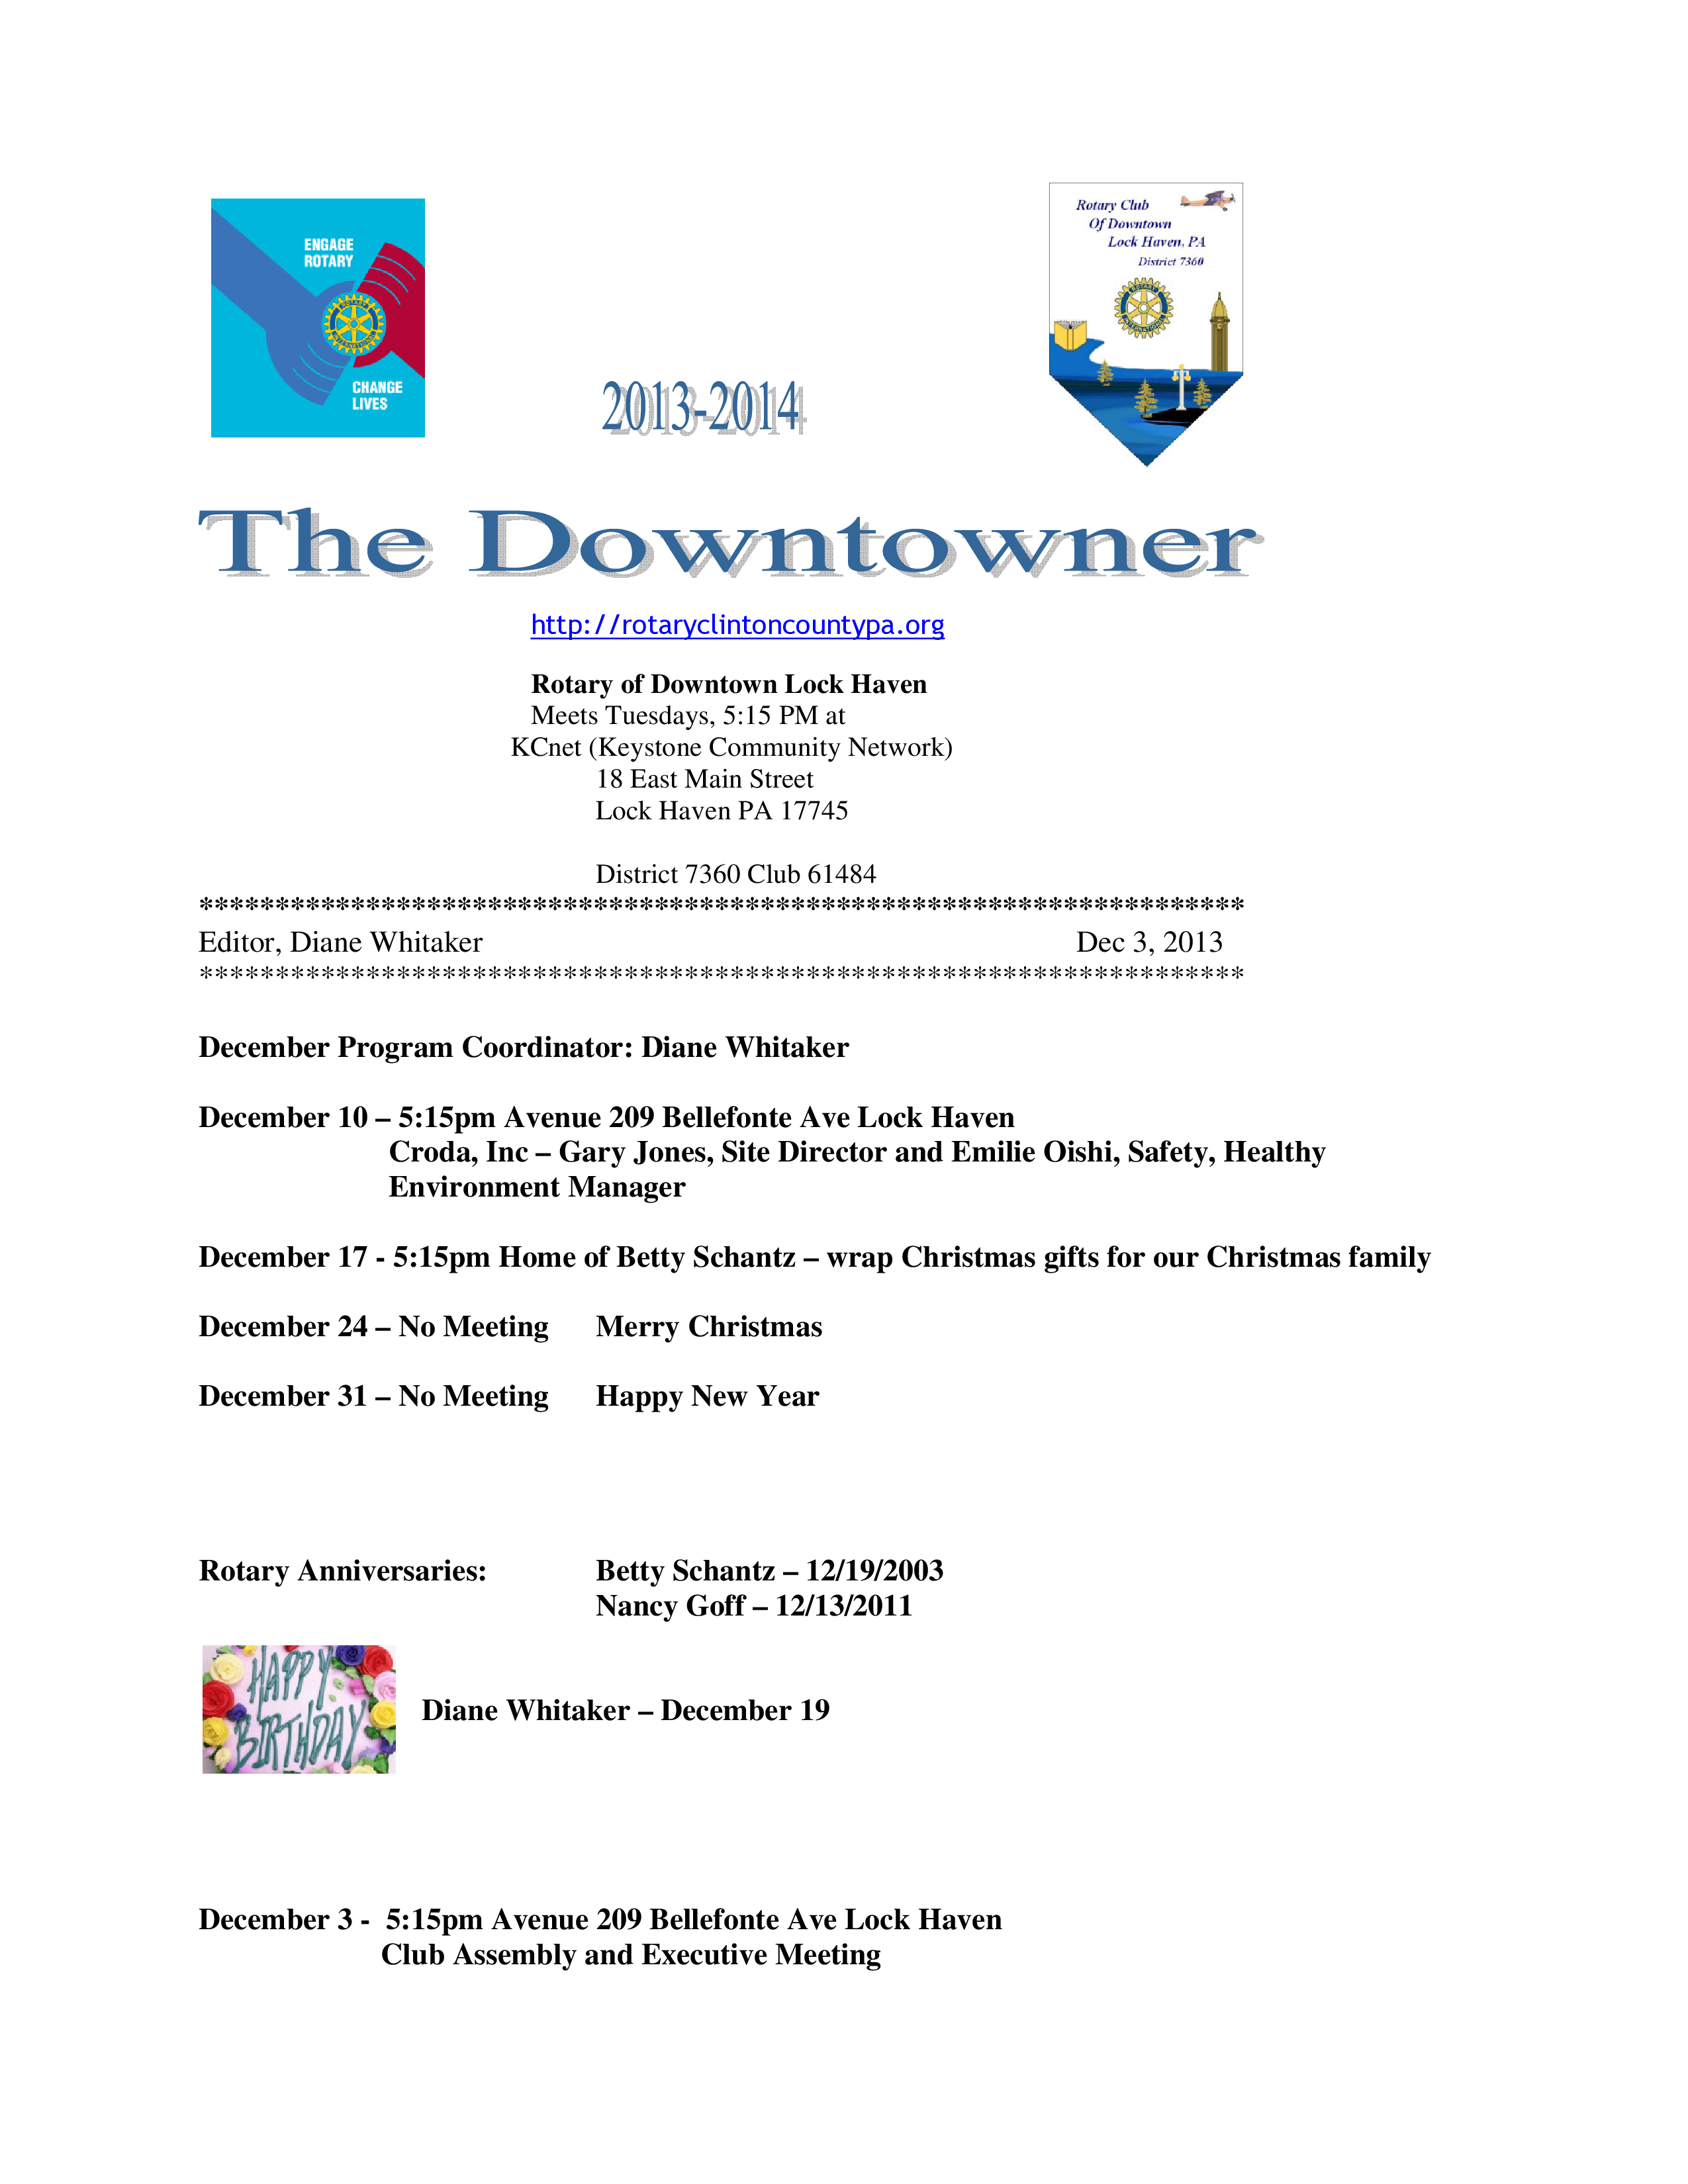 ENGAGE
ROTARY
CHANGE
LIVES
Rotary Club
Of Downtown
Lock Haven, PA
District 7360
ROTARY
INTERNATIONAL
2013-2014
The Downtowner
http://rotaryclintoncountypa.org
Rotary of Downtown Lock Haven
Meets Tuesdays, 5:15 PM at
KCnet (Keystone Community Network)
18 East Main Street
Lock Haven PA 17745
District 7360 Club 61484
*********************************************************************
Editor, Diane Whitaker Dec 3, 2013
*********************************************************************
December Program Coordinator: Diane Whitaker
December 10 – 5:15pm Avenue 209 Bellefonte Ave Lock Haven
Croda, Inc – Gary Jones, Site Director and Emilie Oishi, Safety, Healthy
Environment Manager
December 17 - 5:15pm Home of Betty Schantz – wrap Christmas gifts for our Christmas family
December 24 – No Meeting Merry Christmas
December 31 – No Meeting Happy New Year
Rotary Anniversaries: Betty Schantz – 12/19/2003
Nancy Goff – 12/13/2011
HAPPY
BIRTHDAY
Diane Whitaker – December 19
December 3 - 5:15pm Avenue 209 Bellefonte Ave Lock Haven
Club Assembly and Executive Meeting